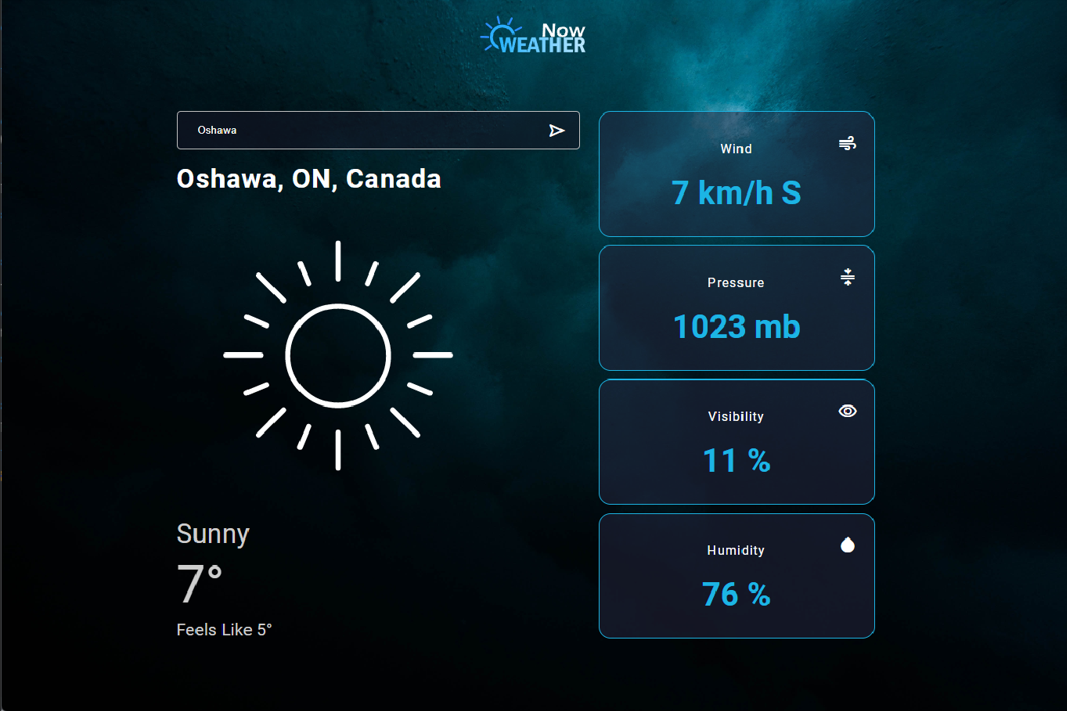 Now
WEATHER
Oshawa
Oshawa, ON, Canada
Sunny
7°
Feels Like 5°
Wind
7 km/h S
Pressure
1023 mb
Visibility
11 %
Humidity
76 %